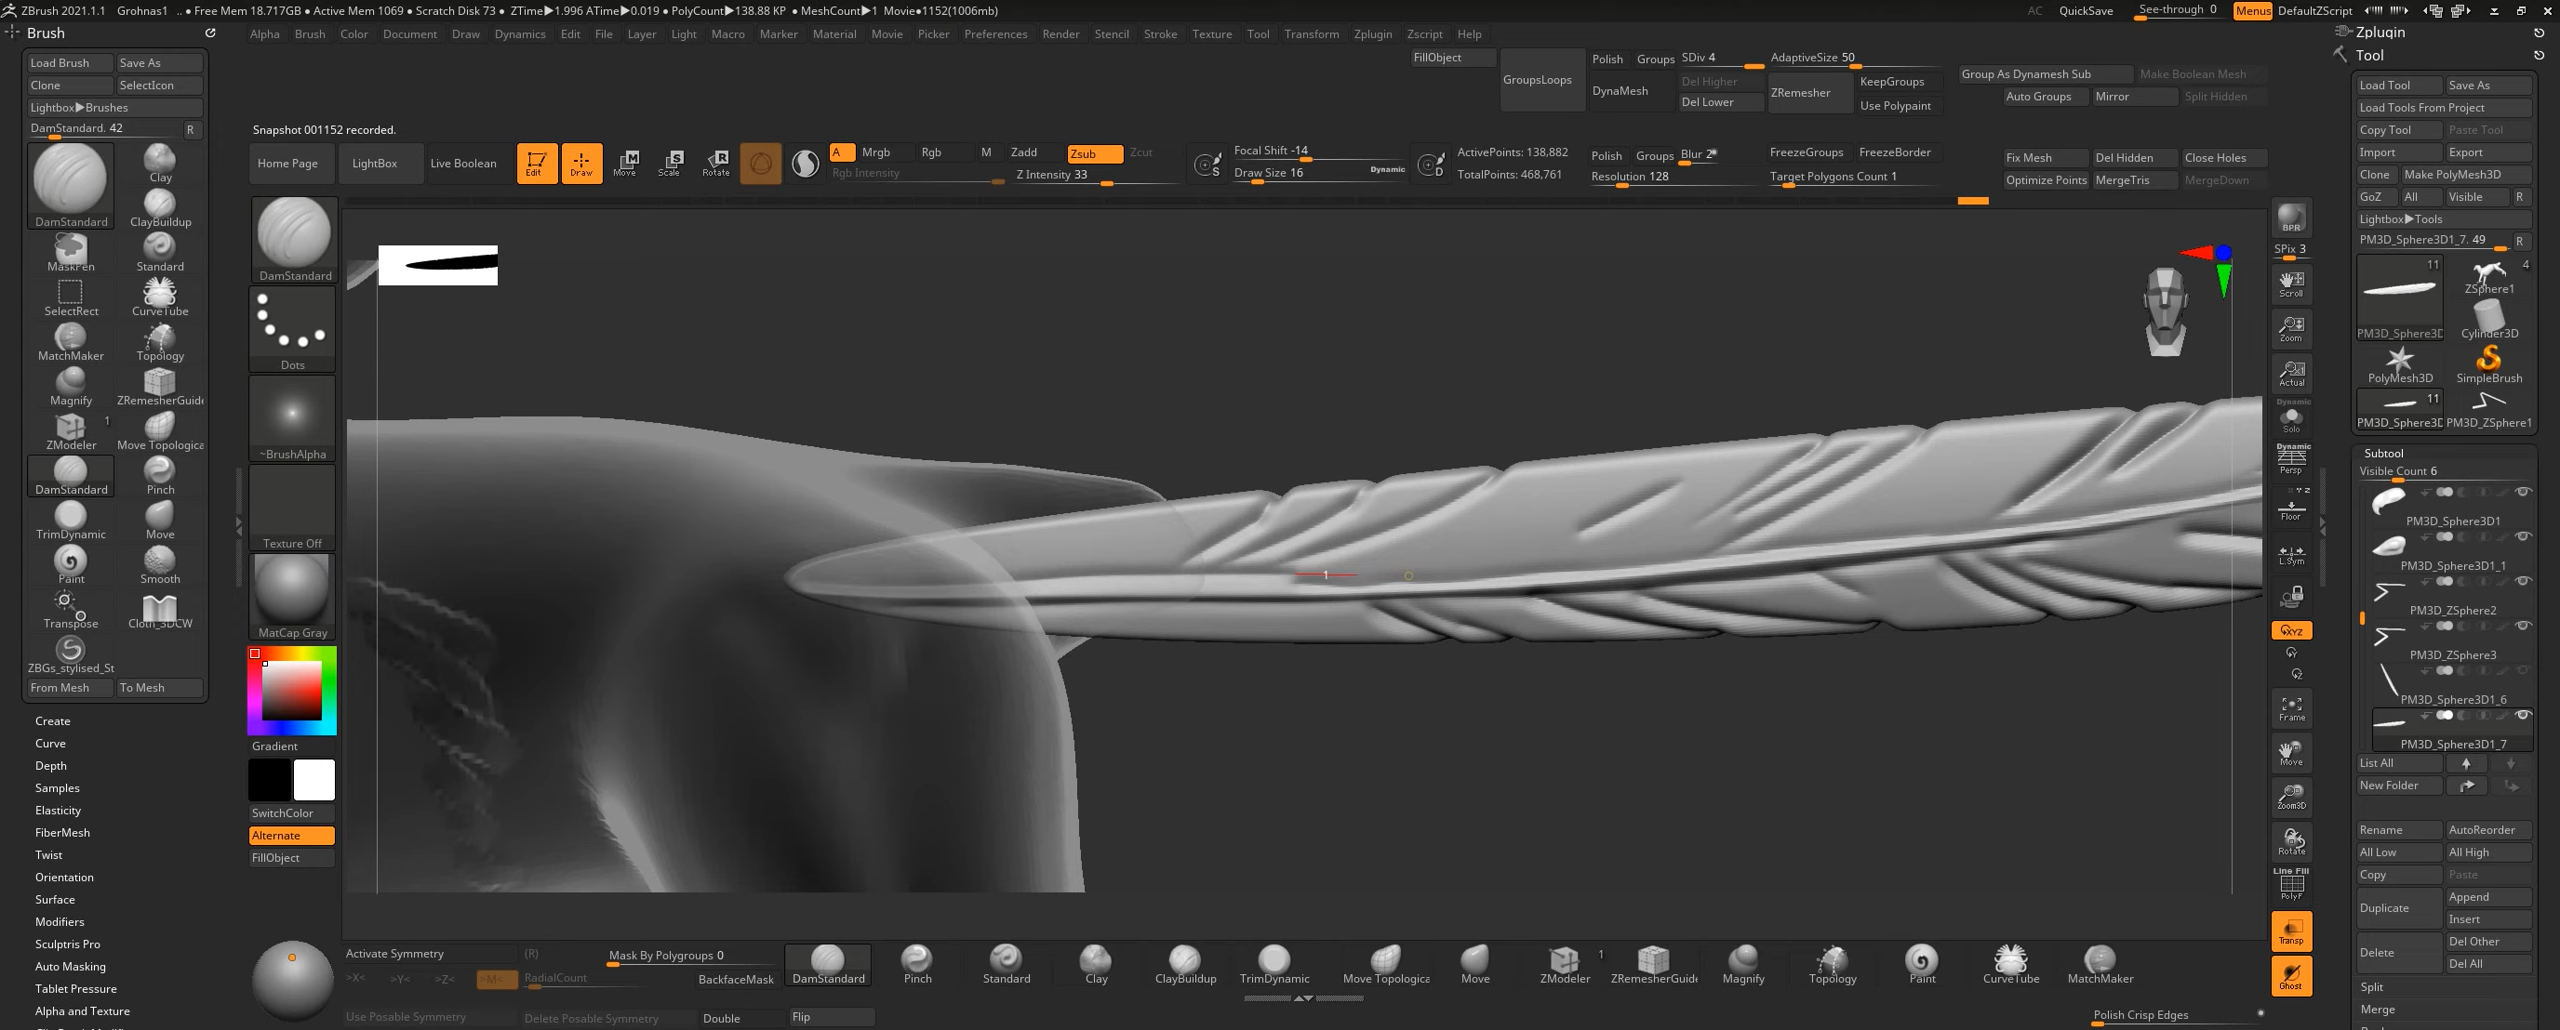 ZBrush 2021.1.1 Grohnas1 .. ● Free Mem 18.717GB ● Active Mem 1069 ● Scratch Disk 73 ● ZTime▶1.996 ATime▶0.019 ● PolyCount▶138.88 KP ● MeshCount▶1 Movie●1152(1006mb) AC QuickSave See-through 0 Menus DefaultZScript
Brush
Alpha Brush Color Document Draw Dynamics Edit File Layer Light Macro Marker Material Movie Picker Preferences Render Stencil Stroke Texture Tool Transform Zplugin Zscript Help
Zplugin
Tool
Load Brush Save As
Clone SelectIcon
Lightbox▶Brushes
DamStandard. 42 R
DamStandard Clay
ClayBuildup
MaskPen Standard
SelectRect CurveTube
MatchMaker Topology
Magnify ZRemesherGuide
1
ZModeler Move Topologica
DamStandard Pinch
TrimDynamic Move
Paint Smooth
Transpose Cloth_3DCW
ZBGs_stylised_St
From Mesh To Mesh
Create
Curve
Depth
Samples
Elasticity
FiberMesh
Twist
Orientation
Surface
Modifiers
Sculptris Pro
Auto Masking
Tablet Pressure
Alpha and Texture
Snapshot 001152 recorded.
FillObject GroupsLoops Polish Groups SDiv 4 AdaptiveSize 50
Group As Dynamesh Sub Make Boolean Mesh
DynaMesh Del Higher ZRemesher KeepGroups
Del Lower Use Polypaint
Auto Groups Mirror Split Hidden
Home Page LightBox Live Boolean Edit Draw Move Scale Rotate
A Mrgb Rgb M Zadd Zsub Zcut
Rgb Intensity Z Intensity 33
S Focal Shift -14
Draw Size 16 Dynamic D
ActivePoints: 138,882
TotalPoints: 468,761
Polish Groups Blur 2
Resolution 128
FreezeGroups FreezeBorder
Target Polygons Count 1
Fix Mesh Del Hidden Close Holes
Optimize Points MergeTris MergeDown
DamStandard
Dots
~BrushAlpha
Texture Off
MatCap Gray
Gradient
SwitchColor
Alternate
FillObject
1
BPR
SPix 3
Scroll
Zoom
Actual
Dynamic
Solo
Dynamic
Persp
Floor
L.Sym
XYZ
Y
Z
Frame
Move
Zoom3D
Rotate
Line Fill
PolyF
Transp
Ghost
Load Tool Save As
Load Tools From Project
Copy Tool Paste Tool
Import Export
Clone Make PolyMesh3D
GoZ All Visible R
Lightbox▶Tools
PM3D_Sphere3D1_7. 49 R
11 4
ZSphere1
PM3D_Sphere3D Cylinder3D
PolyMesh3D SimpleBrush
11
PM3D_Sphere3D PM3D_ZSphere1
Subtool
Visible Count 6
PM3D_Sphere3D1
PM3D_Sphere3D1_1
PM3D_ZSphere2
PM3D_ZSphere3
PM3D_Sphere3D1_6
PM3D_Sphere3D1_7
List All
New Folder
Rename AutoReorder
All Low All High
Copy Paste
Duplicate Append
Insert
Delete Del Other
Del All
Split
Merge
Activate Symmetry (R)
>X< >Y< >Z< >M< RadialCount
Use Posable Symmetry Delete Posable Symmetry
Mask By Polygroups 0
BackfaceMask
Double Flip
DamStandard Pinch Standard Clay ClayBuildup TrimDynamic Move Topologica Move ZModeler 1 ZRemesherGuide Magnify Topology Paint CurveTube MatchMaker
Polish Crisp Edges